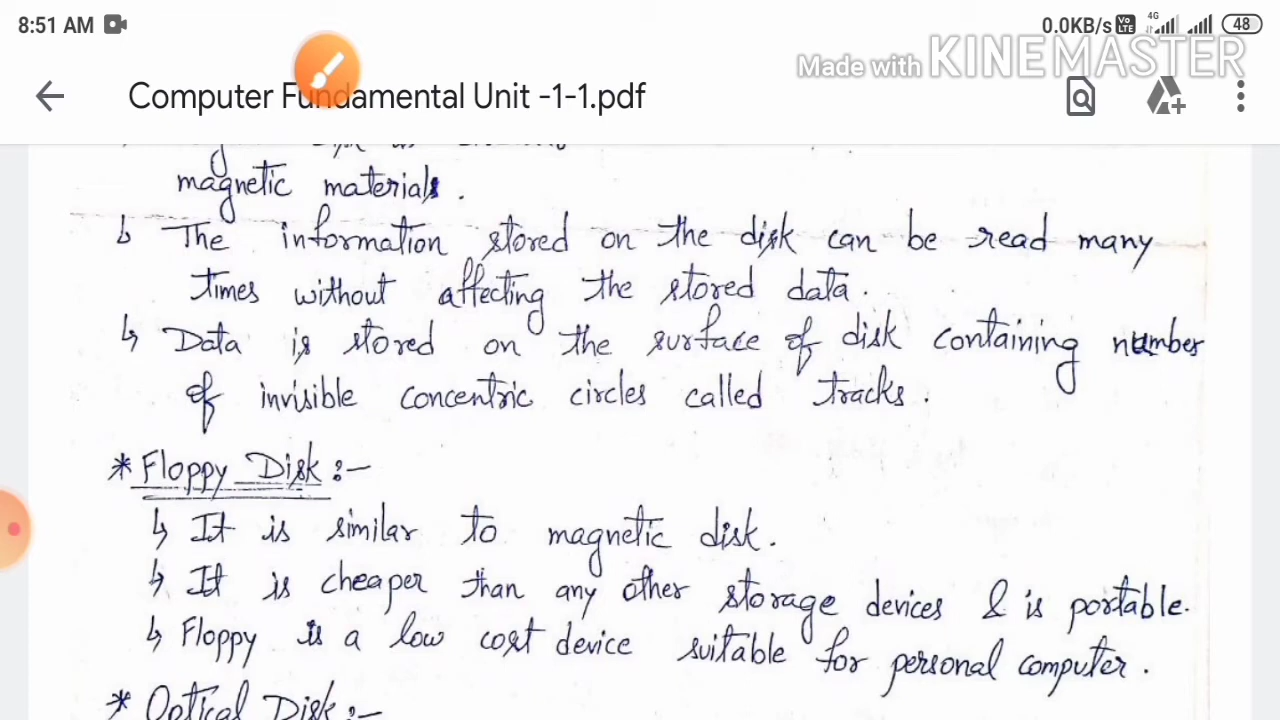 8:51 AM 0.0KB/s Vo LTE 4G 48
Made with KINEMASTER
Computer Fundamental Unit -1-1.pdf
magnetic materials.
The information stored on the disk can be read many
times without affecting the stored data.
Data is stored on the surface of disk containing number
of invisible concentric circles called tracks.
* Floppy Disk :-
↳ It is similar to magnetic disk.
↳ It is cheaper than any other storage devices & is portable.
↳ Floppy is a low cost device suitable for personal computer.
* Optical Disk :-